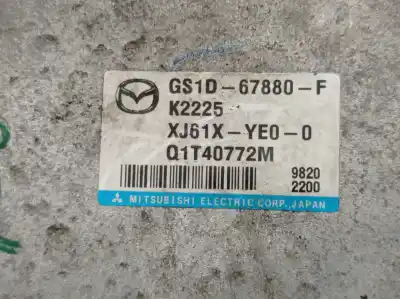 GS1D-67880-F
K2225
XJ61X-YE0-0
Q1T40772M
9820
2200
MITSUBISHI ELECTRIC CORP., JAPAN